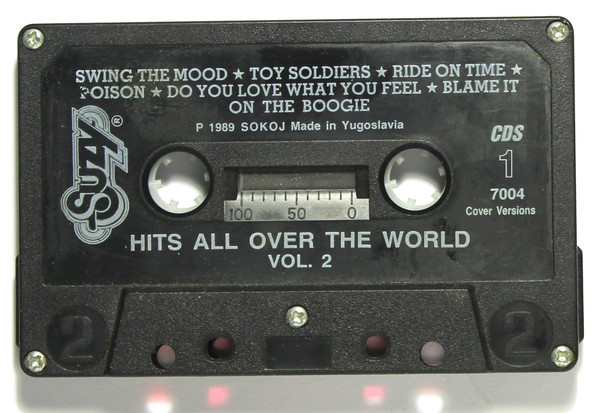 SWING THE MOOD ★ TOY SOLDIERS ★ RIDE ON TIME ★
POISON ★ DO YOU LOVE WHAT YOU FEEL ★ BLAME IT
ON THE BOOGIE
P 1989 SOKOJ Made in Yugoslavia
SUZY®
CDS
1
7004
Cover Versions
100 50 0
HITS ALL OVER THE WORLD
VOL. 2
2 2